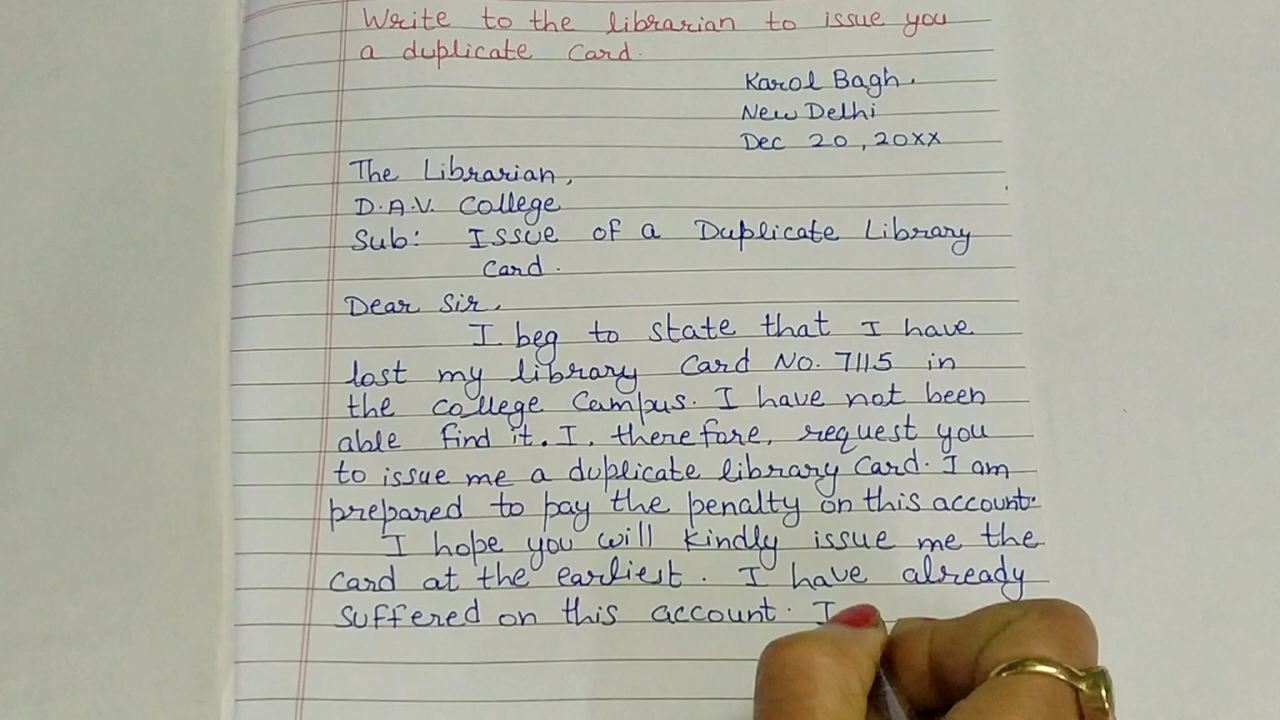 Write to the librarian to issue you
a duplicate Card.
Karol Bagh.
New Delhi
Dec 20, 20xx
The Librarian,
D.A.V. College
Sub: Issue of a Duplicate Library
Card.
Dear Sir,
I beg to state that I have
lost my library Card No. 7115 in
the college Campus. I have not been
able find it. I, therefore, request you
to issue me a duplicate library Card. I am
prepared to pay the penalty on this account.
I hope you will kindly issue me the
Card at the earliest. I have already
suffered on this account. I